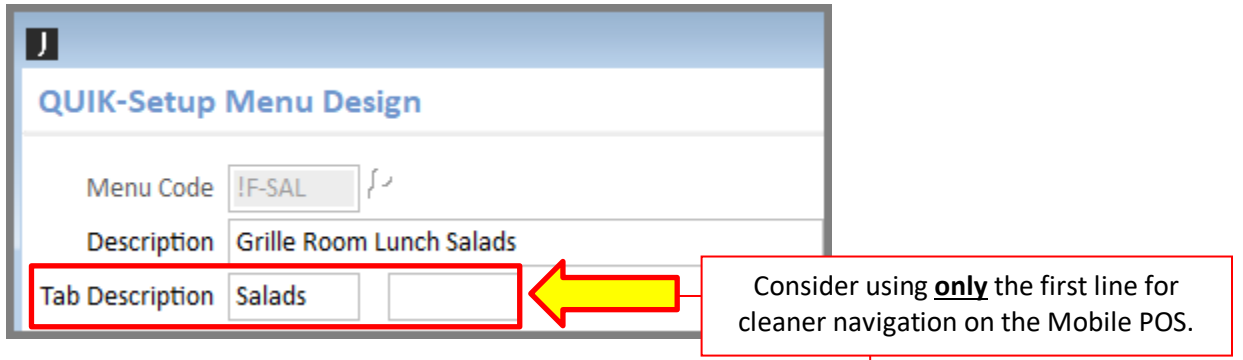 J
QUIK-Setup Menu Design
Menu Code !F-SAL
Description Grille Room Lunch Salads
Tab Description Salads
Consider using only the first line for
cleaner navigation on the Mobile POS.